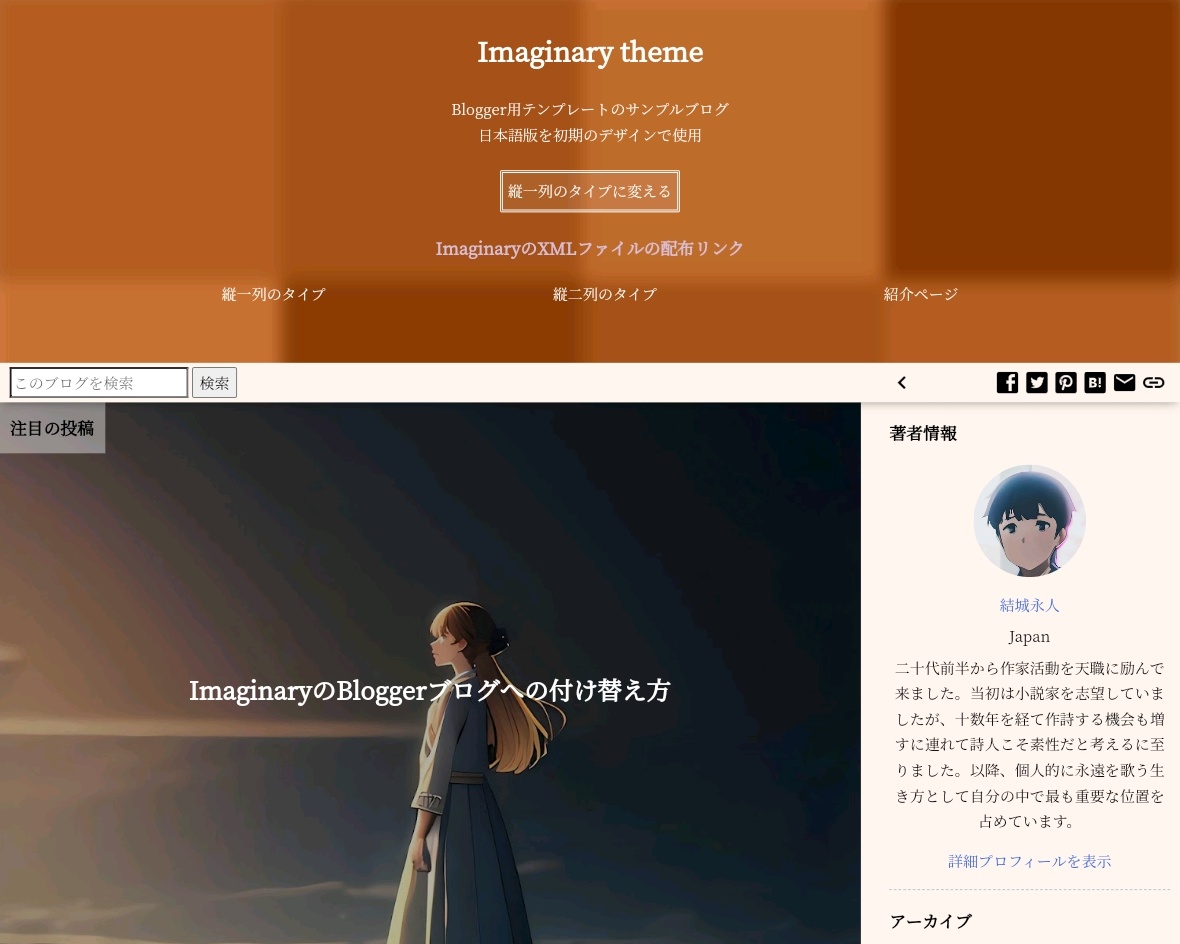 Imaginary theme
Blogger用テンプレートのサンプルブログ
日本語版を初期のデザインで使用
縦一列のタイプに変える
ImaginaryのXMLファイルの配布リンク
縦一列のタイプ
縦二列のタイプ
紹介ページ
このブログを検索
検索
B!
注目の投稿
ImaginaryのBloggerブログへの付け替え方
著者情報
結城永人
Japan
二十代前半から作家活動を天職に励んで
来ました。当初は小説家を志望していま
したが、十数年を経て作詩する機会も増
すに連れて詩人こそ素性だと考えるに至
りました。以降、個人的に永遠を歌う生
き方として自分の中で最も重要な位置を
占めています。
詳細プロフィールを表示
アーカイブ